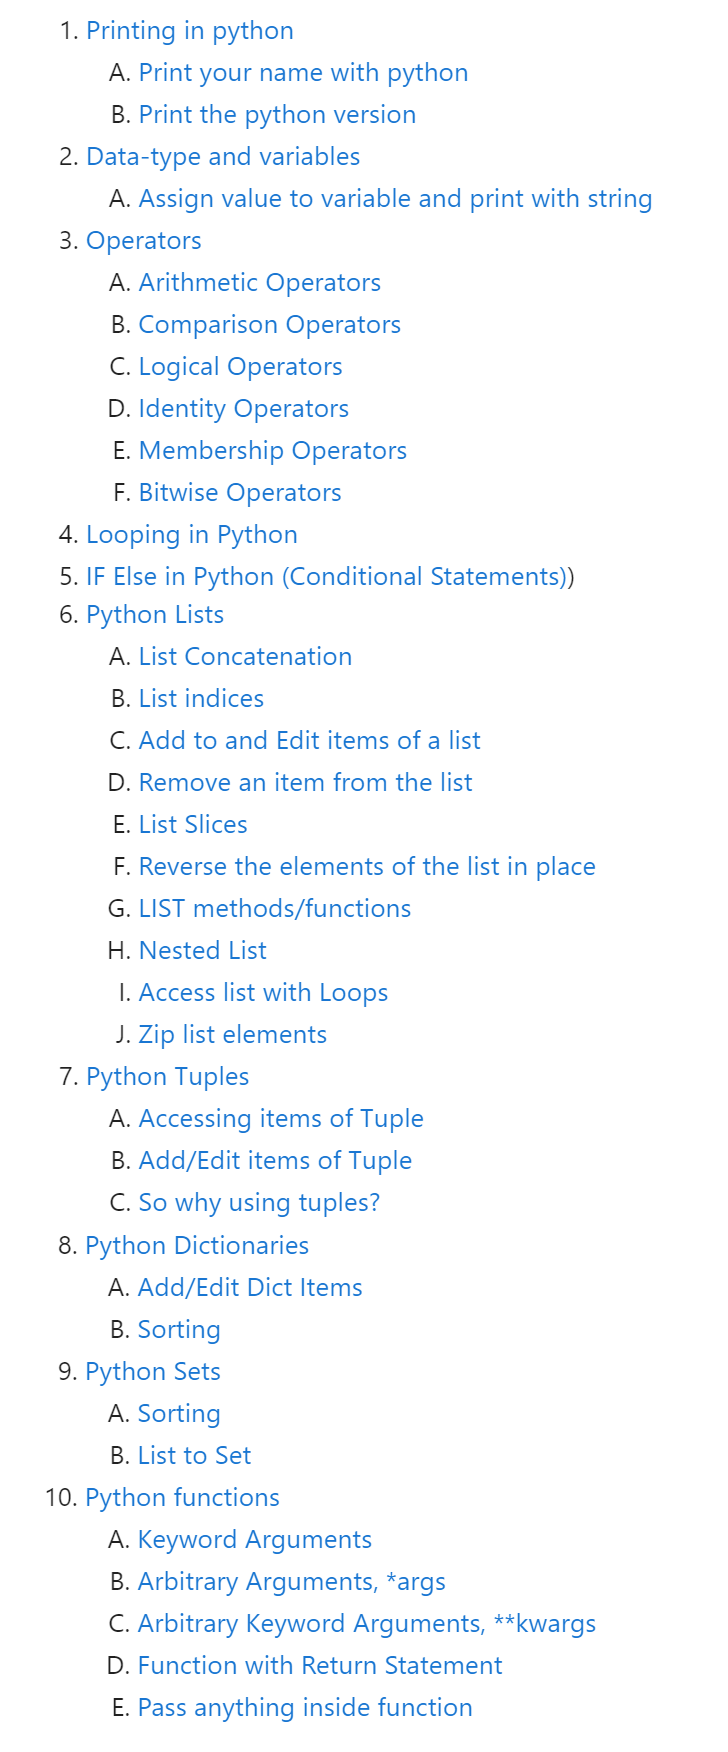 1. Printing in python
A. Print your name with python
B. Print the python version
2. Data-type and variables
A. Assign value to variable and print with string
3. Operators
A. Arithmetic Operators
B. Comparison Operators
C. Logical Operators
D. Identity Operators
E. Membership Operators
F. Bitwise Operators
4. Looping in Python
5. IF Else in Python (Conditional Statements))
6. Python Lists
A. List Concatenation
B. List indices
C. Add to and Edit items of a list
D. Remove an item from the list
E. List Slices
F. Reverse the elements of the list in place
G. LIST methods/functions
H. Nested List
I. Access list with Loops
J. Zip list elements
7. Python Tuples
A. Accessing items of Tuple
B. Add/Edit items of Tuple
C. So why using tuples?
8. Python Dictionaries
A. Add/Edit Dict Items
B. Sorting
9. Python Sets
A. Sorting
B. List to Set
10. Python functions
A. Keyword Arguments
B. Arbitrary Arguments, *args
C. Arbitrary Keyword Arguments, **kwargs
D. Function with Return Statement
E. Pass anything inside function